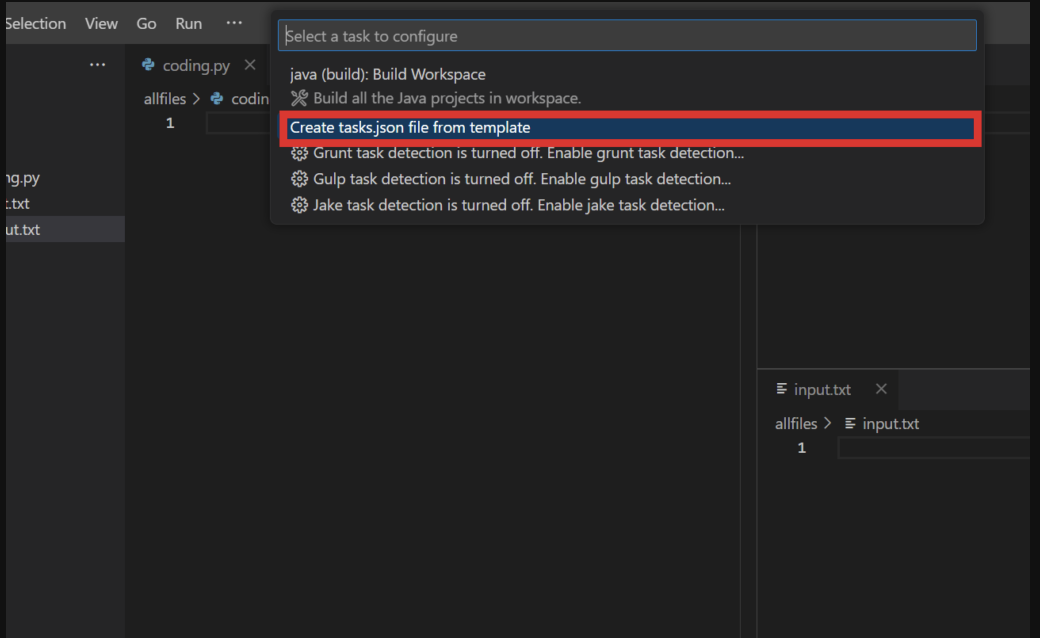 Selection View Go Run ...
Select a task to configure
java (build): Build Workspace
Build all the Java projects in workspace.
Create tasks.json file from template
Grunt task detection is turned off. Enable grunt task detection...
Gulp task detection is turned off. Enable gulp task detection...
Jake task detection is turned off. Enable jake task detection...
...
ng.py
t.txt
ut.txt
coding.py
allfiles > codin
1
input.txt
allfiles > input.txt
1